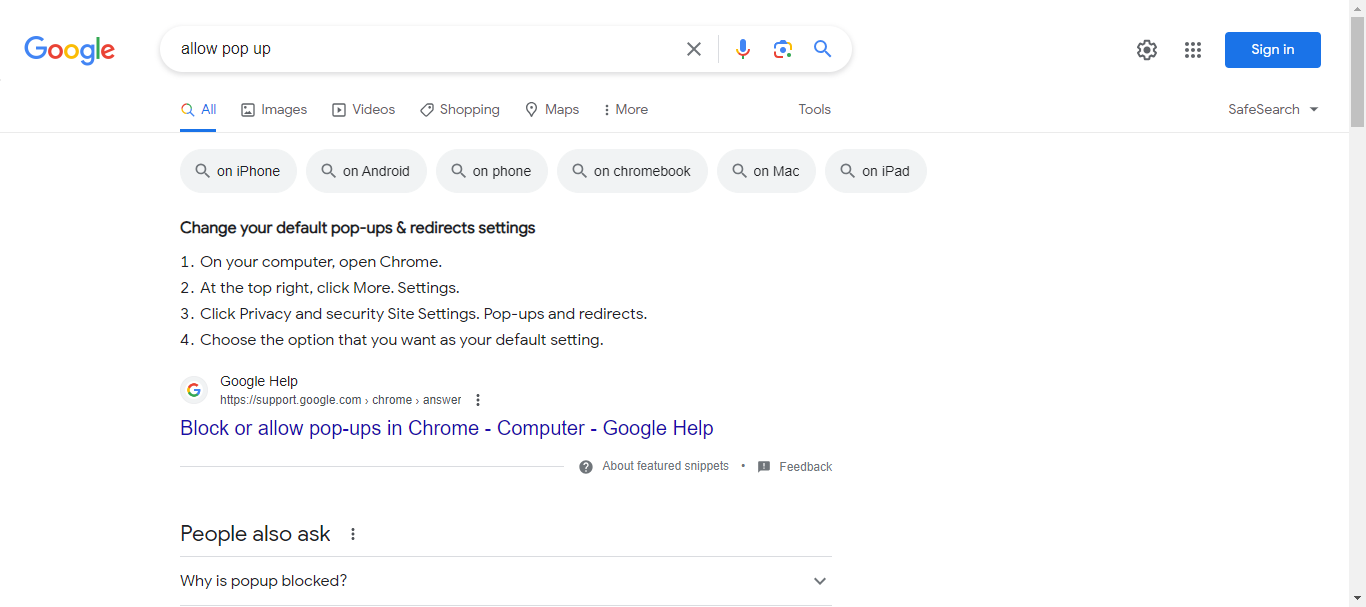 Google
allow pop up
Sign in
All Images Videos Shopping Maps More Tools SafeSearch
on iPhone on Android on phone on chromebook on Mac on iPad
Change your default pop-ups & redirects settings
1. On your computer, open Chrome.
2. At the top right, click More. Settings.
3. Click Privacy and security Site Settings. Pop-ups and redirects.
4. Choose the option that you want as your default setting.
Google Help
https://support.google.com › chrome › answer
Block or allow pop-ups in Chrome - Computer - Google Help
About featured snippets • Feedback
People also ask
Why is popup blocked?